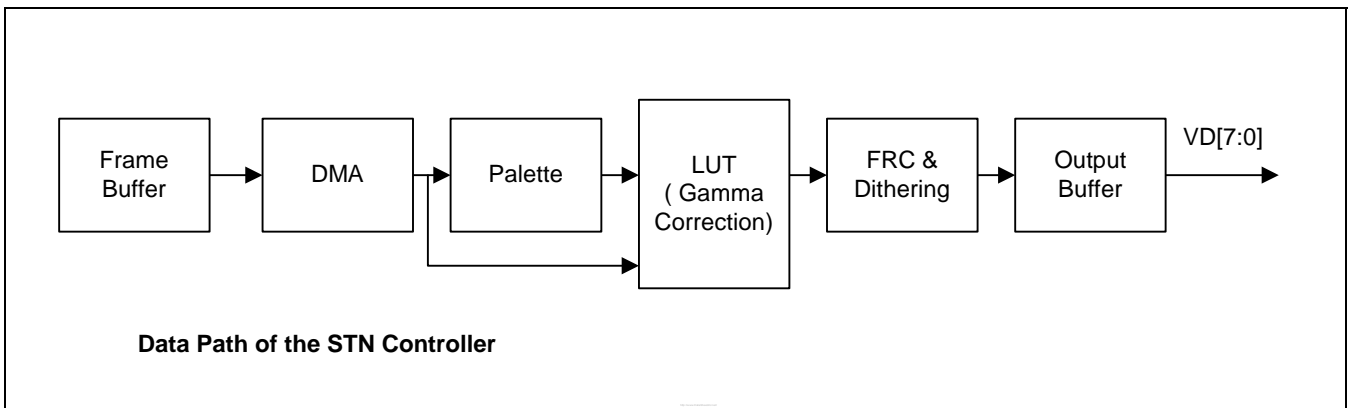 Frame
Buffer
DMA
Palette
LUT
( Gamma
Correction)
FRC &
Dithering
Output
Buffer
VD[7:0]
Data Path of the STN Controller